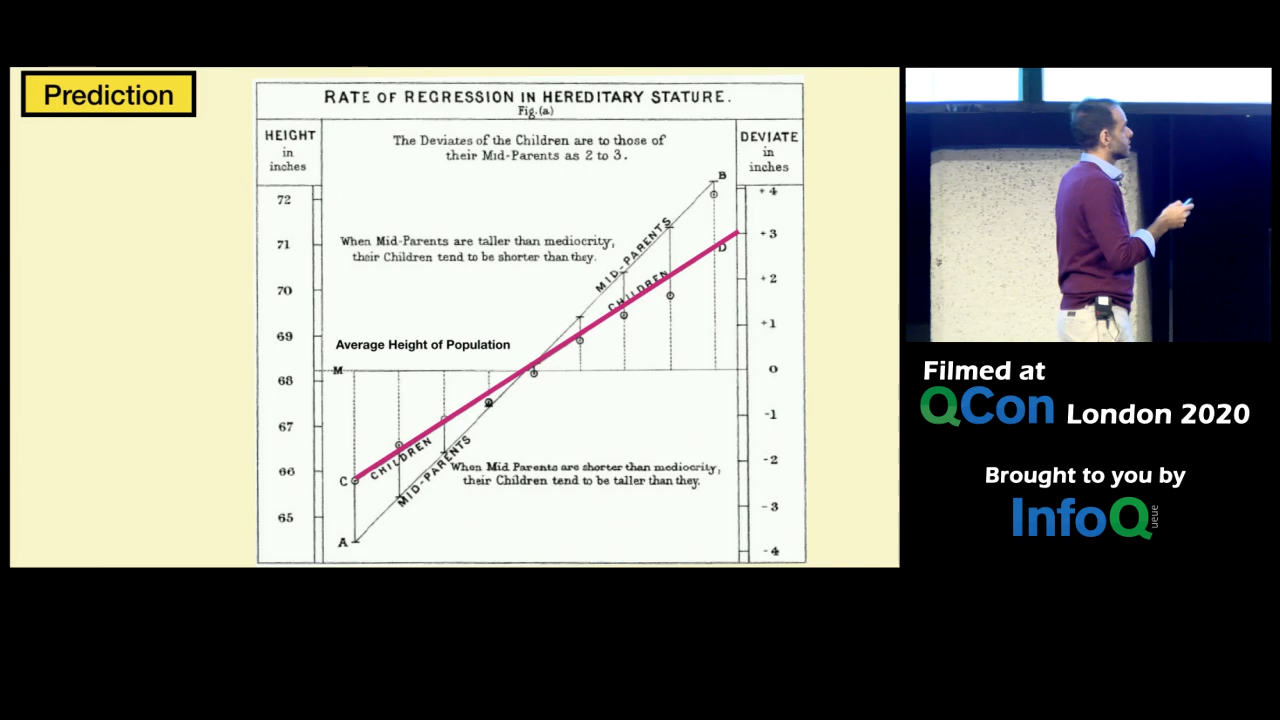 Prediction
RATE OF REGRESSION IN HEREDITARY STATURE.
Fig.(a)
HEIGHT
in
inches
The Deviates of the Children are to those of
their Mid-Parents as 2 to 3.
DEVIATE
in
inches
B
72
+4
MID-PARENTS
When Mid-Parents are taller than mediocrity,
their Children tend to be shorter than they.
71
+3
D
CHILDREN
70
+2
69
+1
Average Height of Population
M
0
68
67
-1
66
-2
C
CHILDREN
MID-PARENTS
When Mid Parents are shorter than mediocrity,
their Children tend to be taller than they.
65
-3
A
-4
Filmed at
QCon London 2020
Brought to you by
InfoQ
ueue